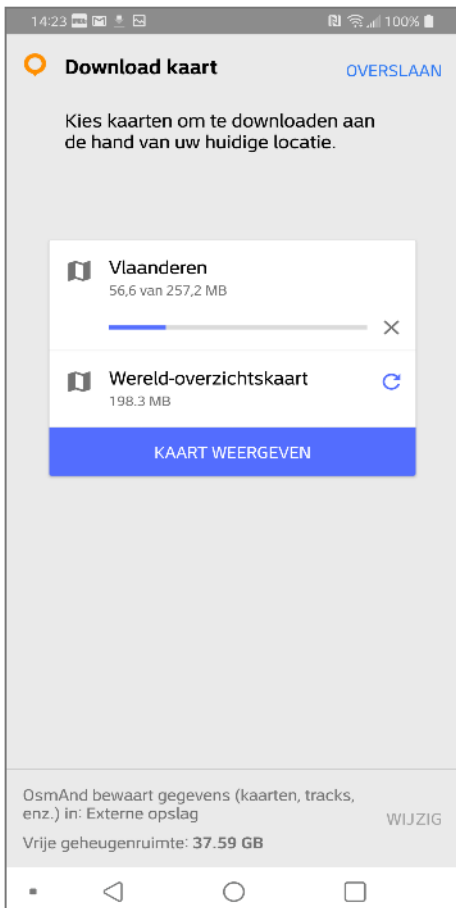 14:23 100%
Download kaart OVERSLAAN
Kies kaarten om te downloaden aan
de hand van uw huidige locatie.
Vlaanderen
56,6 van 257,2 MB
Wereld-overzichtskaart
198.3 MB
KAART WEERGEVEN
OsmAnd bewaart gegevens (kaarten, tracks,
enz.) in: Externe opslag
WIJZIG
Vrije geheugenruimte: 37.59 GB